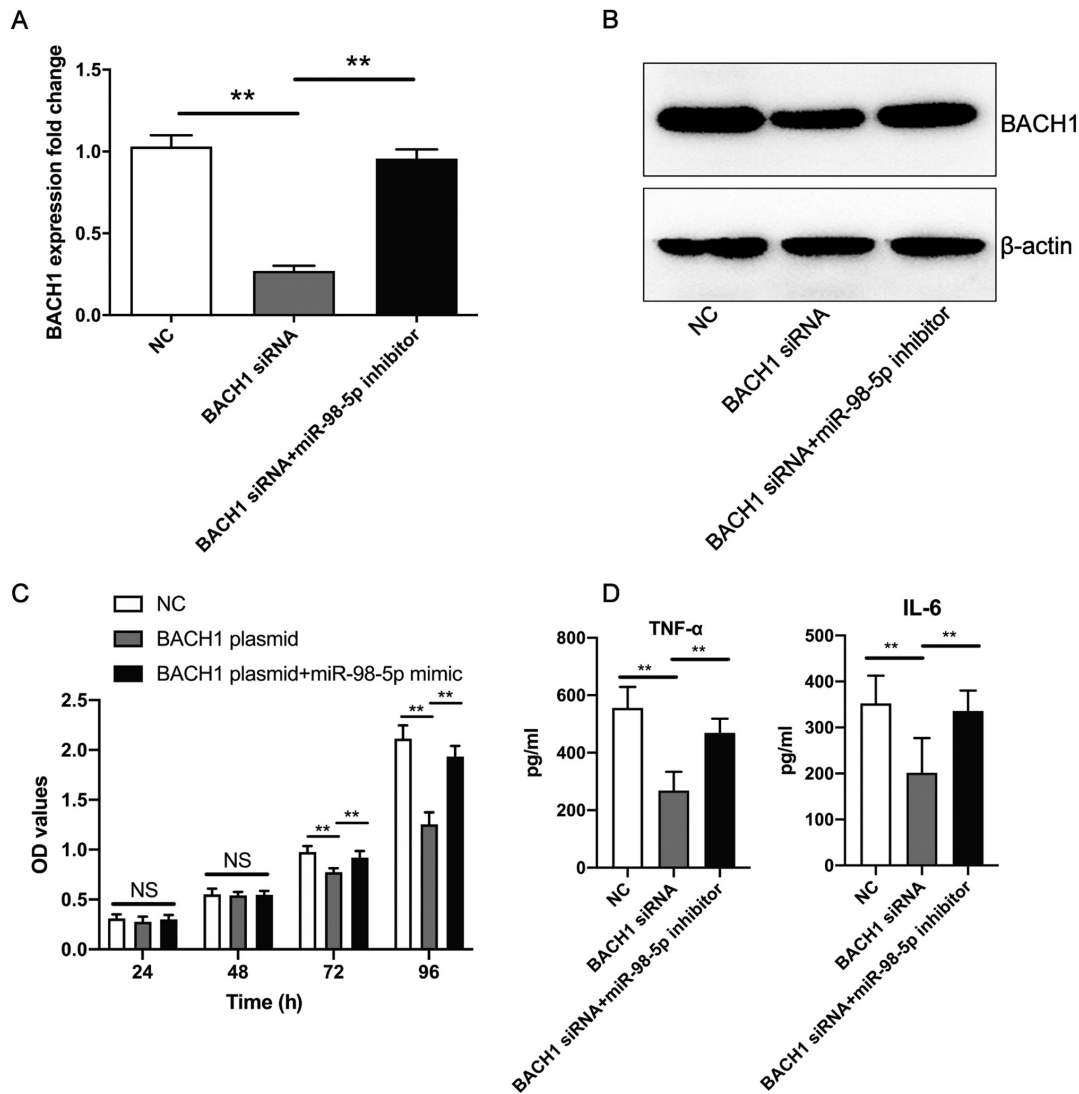 A
BACH1 expression fold change
1.5
1.0
0.5
0.0
**
**
NC
BACH1 siRNA
BACH1 siRNA+miR-98-5p inhibitor
B
BACH1
β-actin
NC
BACH1 siRNA
BACH1 siRNA+miR-98-5p inhibitor
C
NC
BACH1 plasmid
BACH1 plasmid+miR-98-5p mimic
OD values
2.5
2.0
1.5
1.0
0.5
0.0
NS
NS
**
**
**
**
24
48
72
96
Time (h)
D
TNF-α
pg/ml
800
600
400
200
0
**
**
NC
BACH1 siRNA
BACH1 siRNA+miR-98-5p inhibitor
IL-6
pg/ml
500
400
300
200
100
0
**
**
NC
BACH1 siRNA
BACH1 siRNA+miR-98-5p inhibitor